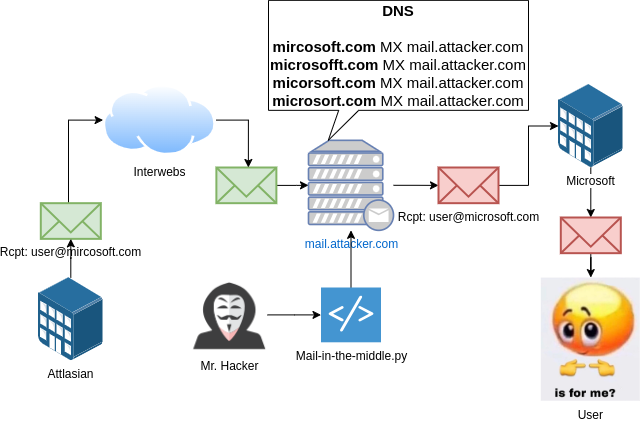 DNS
mircosoft.com MX mail.attacker.com
microsofft.com MX mail.attacker.com
micorsoft.com MX mail.attacker.com
microsort.com MX mail.attacker.com
Interwebs
Microsoft
Rcpt: user@mircosoft.com
Rcpt: user@microsoft.com
mail.attacker.com
</>
Attlasian
Mr. Hacker
Mail-in-the-middle.py
is for me?
User